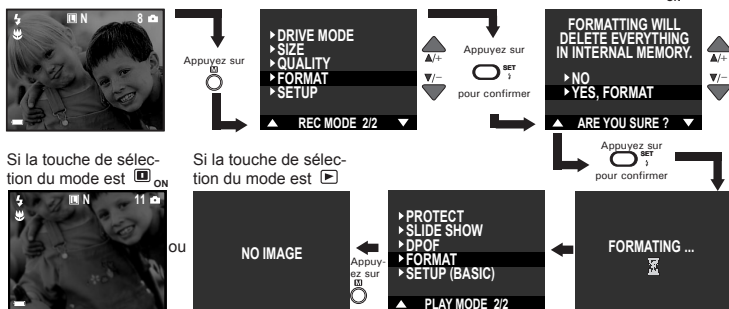 ON
N 8
Appuyez sur
M
DRIVE MODE
SIZE
QUALITY
FORMAT
SETUP
REC MODE 2/2
▲/+
▼/−
Appuyez sur
SET
pour confirmer
FORMATTING WILL
DELETE EVERYTHING
IN INTERNAL MEMORY.
NO
YES, FORMAT
ARE YOU SURE ?
▲/+
▼/−
Appuyez sur
SET
pour confirmer
Si la touche de sélec-
tion du mode est ON
Si la touche de sélec-
tion du mode est
N 11
ou
NO IMAGE
Appuy-
ez sur
M
PROTECT
SLIDE SHOW
DPOF
FORMAT
SETUP (BASIC)
PLAY MODE 2/2
FORMATING ...